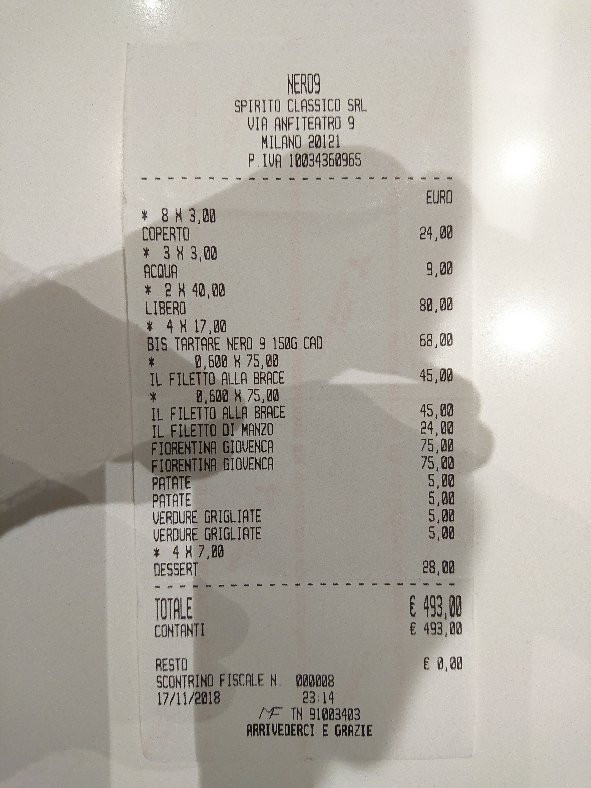 NERO9
SPIRITO CLASSICO SRL
VIA ANFITEATRO 9
MILANO 20121
P IVA 10034360965
EURO
* 8 X 3,00
COPERTO 24,00
* 3 X 3,00
ACQUA 9,00
* 2 X 40,00
LIBERO 80,00
* 4 X 17,00
BIS TARTARE NERO 9 150G CAD 68,00
* 0,600 X 75,00
IL FILETTO ALLA BRACE 45,00
* 0,600 X 75,00
IL FILETTO ALLA BRACE 45,00
IL FILETTO DI MANZO 24,00
FIORENTINA GIOVENCA 75,00
FIORENTINA GIOVENCA 75,00
PATATE 5,00
PATATE 5,00
VERDURE GRIGLIATE 5,00
VERDURE GRIGLIATE 5,00
* 4 X 7,00
DESSERT 28,00
TOTALE € 493,00
CONTANTI € 493,00
RESTO € 0,00
SCONTRINO FISCALE N. 000008
17/11/2018 23:14
MF TN 91003403
ARRIVEDERCI E GRAZIE